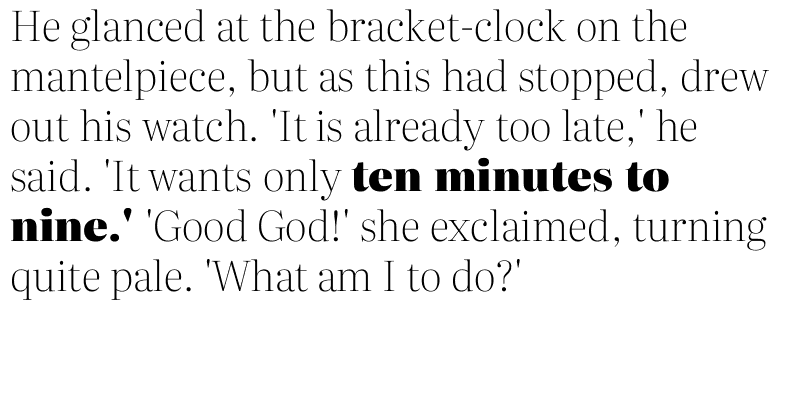 He glanced at the bracket-clock on the
mantelpiece, but as this had stopped, drew
out his watch. 'It is already too late,' he
said. 'It wants only ten minutes to
nine.' 'Good God!' she exclaimed, turning
quite pale. 'What am I to do?'